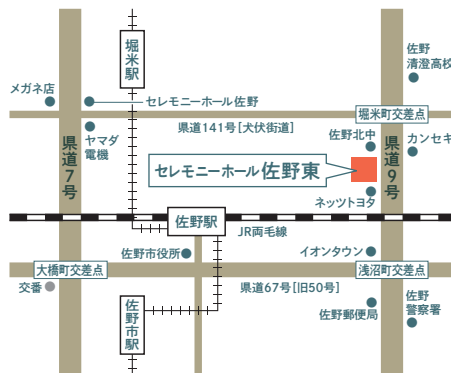 堀米駅
佐野
清澄高校
メガネ店
セレモニーホール佐野
堀米町交差点
県道141号[犬伏街道]
ヤマダ
電機
佐野北中
カンセキ
県道7号
県道9号
セレモニーホール佐野東
ネッツトヨタ
佐野駅
JR両毛線
佐野市役所
イオンタウン
大橋町交差点
浅沼町交差点
交番
県道67号[旧50号]
佐野市駅
佐野郵便局
佐野
警察署